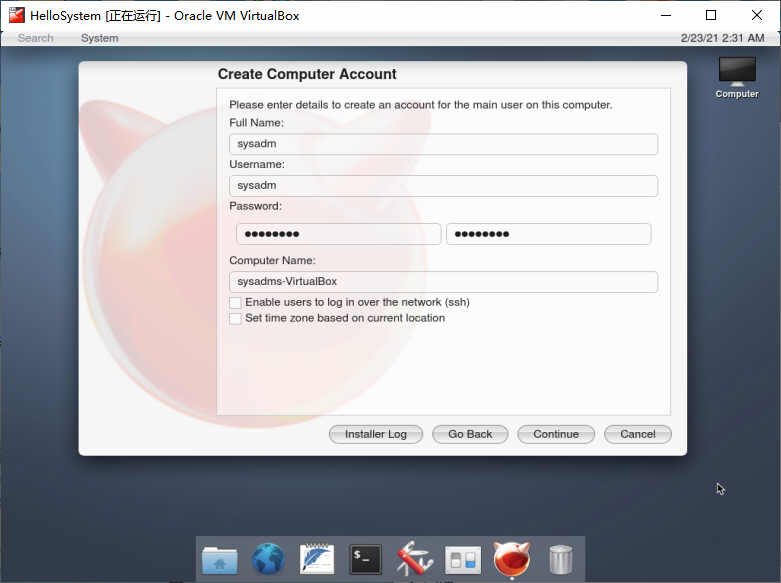 HelloSystem [正在运行] - Oracle VM VirtualBox
Search System 2/23/21 2:31 AM
Create Computer Account
Computer
Please enter details to create an account for the main user on this computer.
Full Name:
sysadm
Username:
sysadm
Password:
●●●●●●●● ●●●●●●●●
Computer Name:
sysadms-VirtualBox
Enable users to log in over the network (ssh)
Set time zone based on current location
Installer Log Go Back Continue Cancel
$_